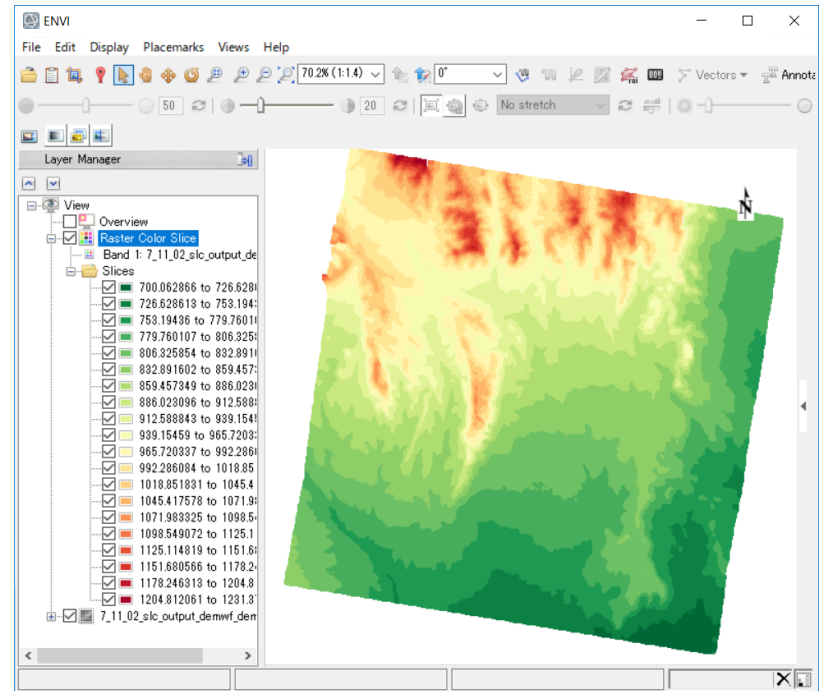 ENVI
File Edit Display Placemarks Views Help
70.2% (1:1.4) 0° Vectors Annota
50 20 No stretch
Layer Manager
View
Overview
Raster Color Slice
Band 1: 7_11_02_slc_output_de
Slices
700.062866 to 726.628
726.628613 to 753.194
753.19436 to 779.7601
779.760107 to 806.325
806.325854 to 832.891
832.891602 to 859.457
859.457349 to 886.023
886.023096 to 912.588
912.588843 to 939.154
939.15459 to 965.7203
965.720337 to 992.286
992.286084 to 1018.85
1018.851831 to 1045.4
1045.417578 to 1071.9
1071.983325 to 1098.5
1098.549072 to 1125.1
1125.114819 to 1151.6
1151.680566 to 1178.2
1178.246313 to 1204.8
1204.812061 to 1231.3
7_11_02_slc_output_demwf_dem
N